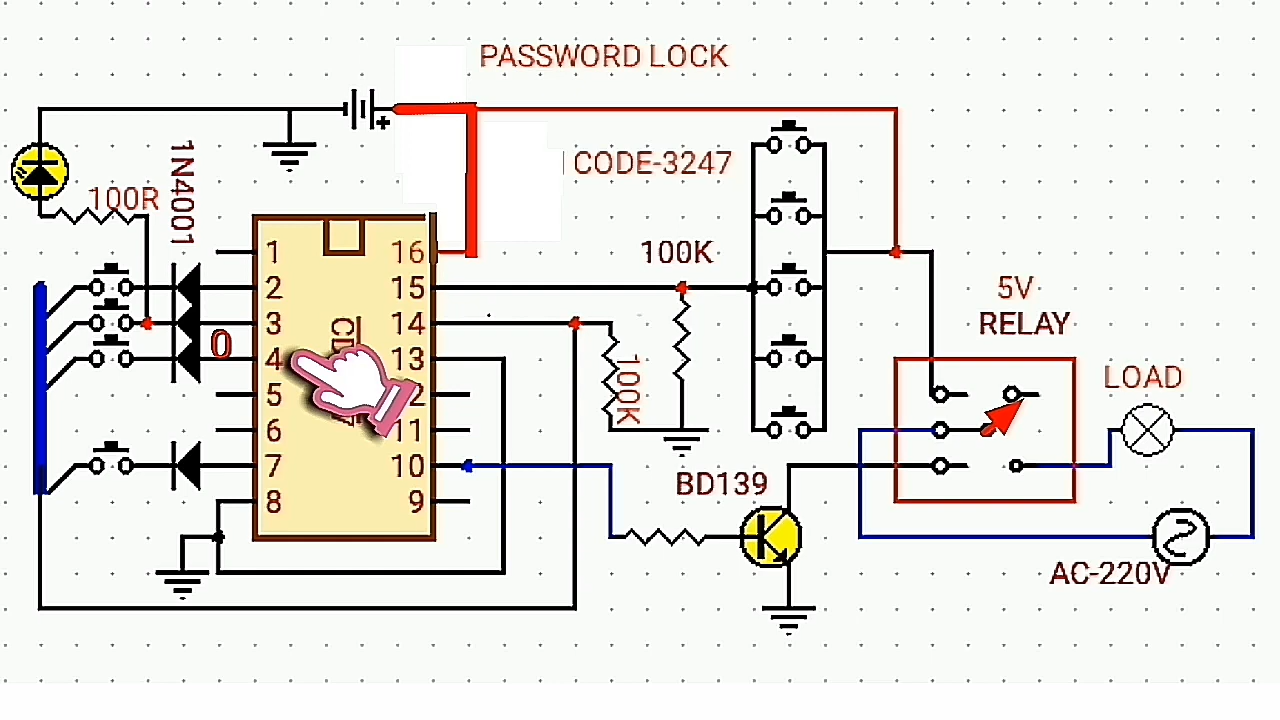 PASSWORD LOCK
CODE-3247
1N4001
100R
100K
5V
RELAY
LOAD
1
2
3
4
5
6
7
8
16
15
14
13
11
10
9
0
100K
BD139
AC-220V
+